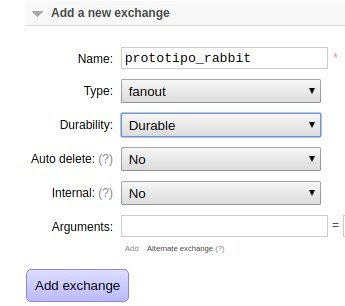 Add a new exchange
Name: prototipo_rabbit *
Type: fanout
Durability: Durable
Auto delete: (?) No
Internal: (?) No
Arguments: =
Add Alternate exchange (?)
Add exchange